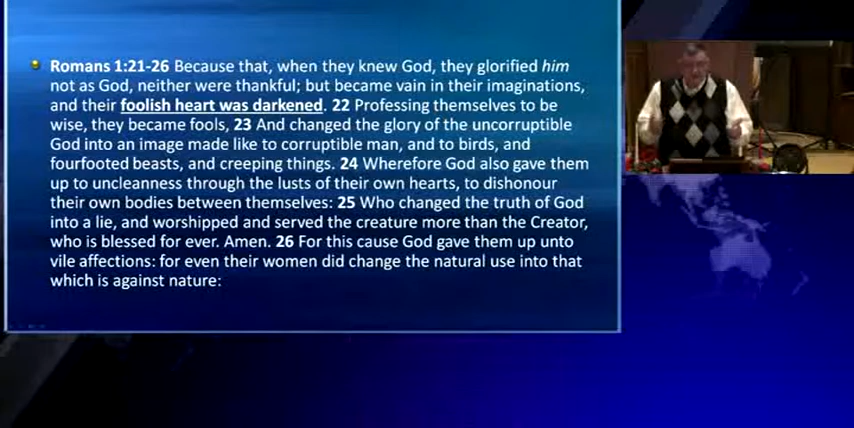 Romans 1:21-26 Because that, when they knew God, they glorified him
not as God, neither were thankful; but became vain in their imaginations,
and their foolish heart was darkened. 22 Professing themselves to be
wise, they became fools, 23 And changed the glory of the uncorruptible
God into an image made like to corruptible man, and to birds, and
fourfooted beasts, and creeping things. 24 Wherefore God also gave them
up to uncleanness through the lusts of their own hearts, to dishonour
their own bodies between themselves: 25 Who changed the truth of God
into a lie, and worshipped and served the creature more than the Creator,
who is blessed for ever. Amen. 26 For this cause God gave them up unto
vile affections: for even their women did change the natural use into that
which is against nature: